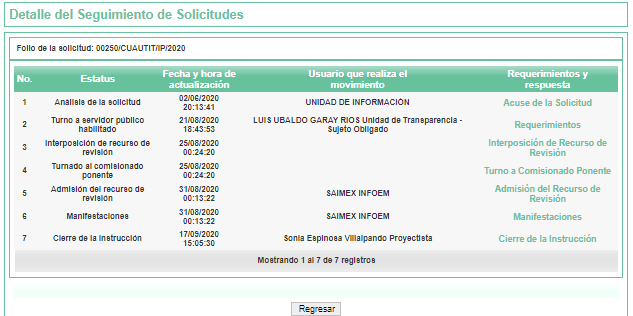 Detalle del Seguimiento de Solicitudes
Folio de la solicitud: 00250/CUAUTIT/IP/2020
No. Estatus Fecha y hora de actualización Usuario que realiza el movimiento Requerimientos y respuesta
1 Análisis de la solicitud 02/06/2020 20:13:41 UNIDAD DE INFORMACIÓN Acuse de la Solicitud
2 Turno a servidor público habilitado 21/08/2020 18:43:53 LUIS UBALDO GARAY RIOS Unidad de Transparencia - Sujeto Obligado Requerimientos
3 Interposición de recurso de revisión 25/08/2020 00:24:20 Interposición de Recurso de Revisión
4 Turnado al comisionado ponente 25/08/2020 00:24:20 Turno a Comisionado Ponente
5 Admisión del recurso de revisión 31/08/2020 00:13:22 SAIMEX INFOEM Admisión del Recurso de Revisión
6 Manifestaciones 31/08/2020 00:13:22 SAIMEX INFOEM Manifestaciones
7 Cierre de la instrucción 17/09/2020 15:05:30 Sonia Espinosa Villalpando Proyectista Cierre de la Instrucción
Mostrando 1 al 7 de 7 registros
Regresar